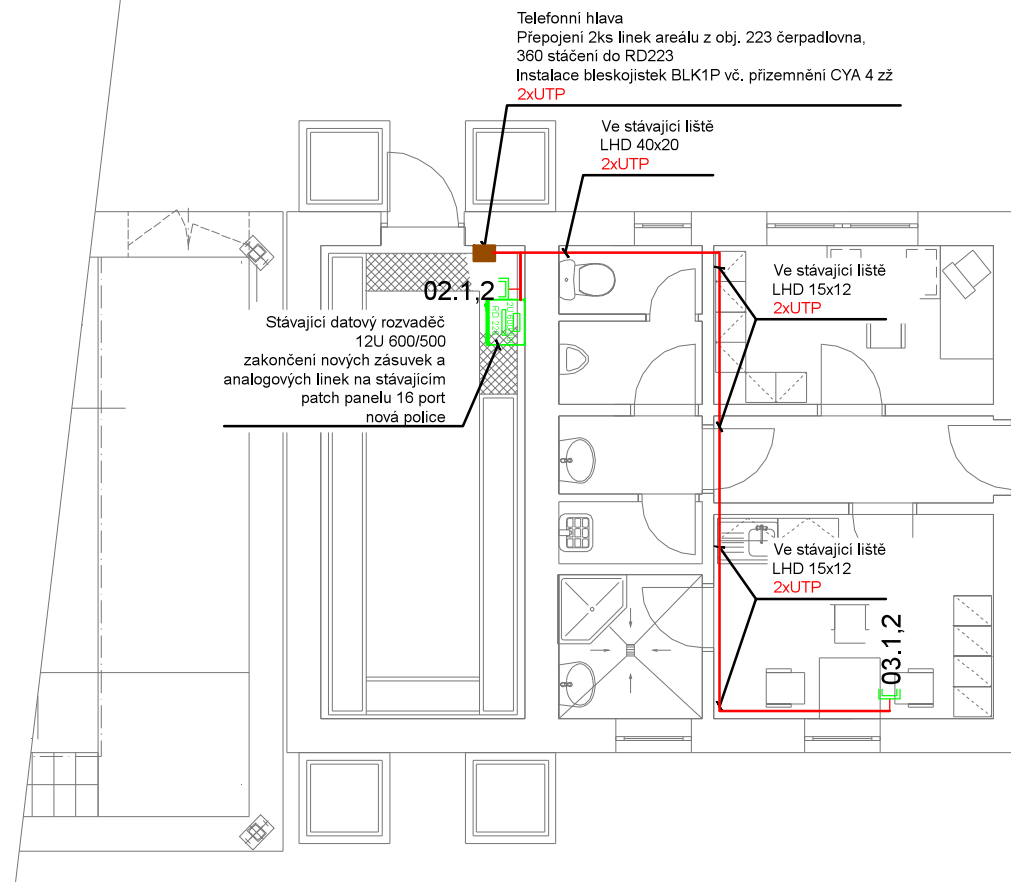 Telefonní hlava
Přepojení 2ks linek areálu z obj. 223 čerpadlovna,
360 stáčení do RD223
Instalace bleskojistek BLK1P vč. přizemnění CYA 4 zž
2xUTP
Ve stávající liště
LHD 40x20
2xUTP
Ve stávající liště
LHD 15x12
2xUTP
02.1,2
Stávající datový rozvaděč
12U 600/500
zakončení nových zásuvek a
analogových linek na stávajícím
patch panelu 16 port
nová police
Ve stávající liště
LHD 15x12
2xUTP
03.1,2